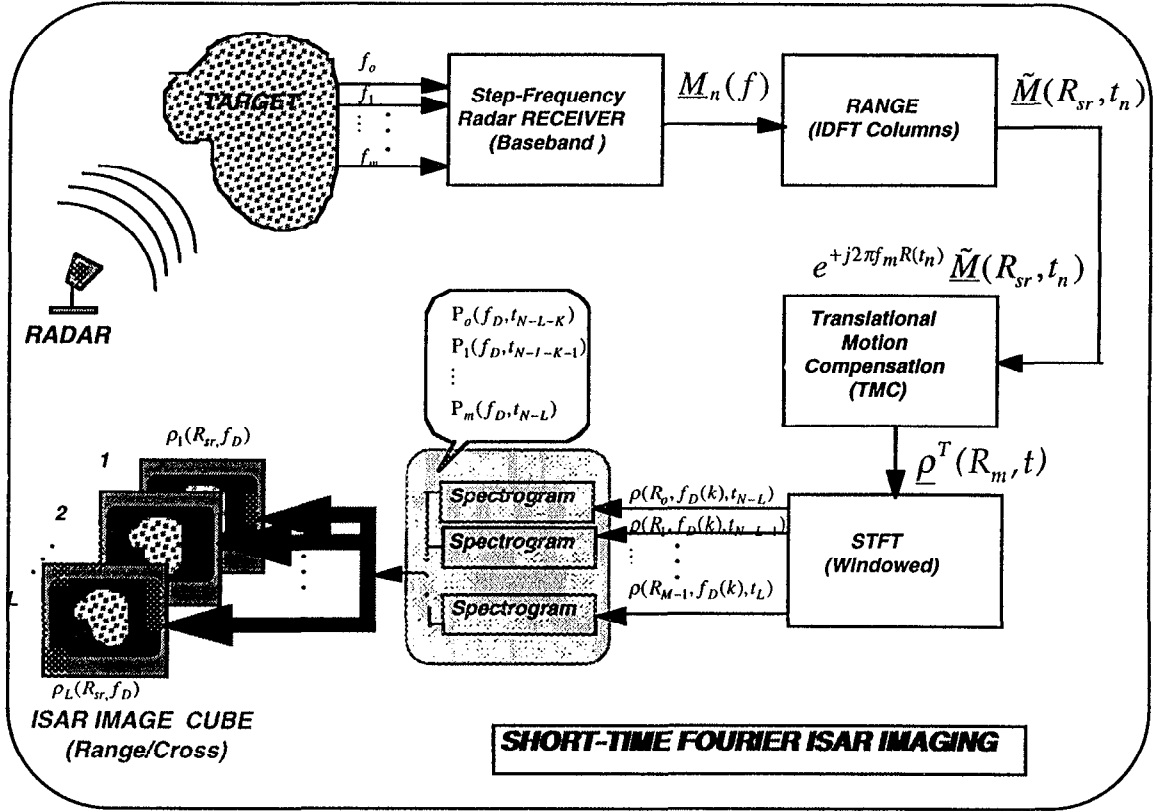 f_o
f_1
⋮
f_m
TARGET
Step-Frequency
Radar RECEIVER
(Baseband )
M_n(f)
RANGE
(IDFT Columns)
M̃(R_sr, t_n)
RADAR
e^{+j2πf_m R(t_n)} M̃(R_sr, t_n)
Translational
Motion
Compensation
(TMC)
ρ^T(R_m, t)
STFT
(Windowed)
P_o(f_D, t_{N-L-K})
P_1(f_D, t_{N-I-K-1})
⋮
P_m(f_D, t_{N-L})
ρ(R_o, f_D(k), t_{N-L})
ρ(R_1, f_D(k), t_{N-L-1})
⋮
ρ(R_{M-1}, f_D(k), t_L)
Spectrogram
Spectrogram
Spectrogram
ρ_1(R_sr, f_D)
1
2
L
ρ_L(R_sr, f_D)
ISAR IMAGE CUBE
(Range/Cross)
SHORT-TIME FOURIER ISAR IMAGING